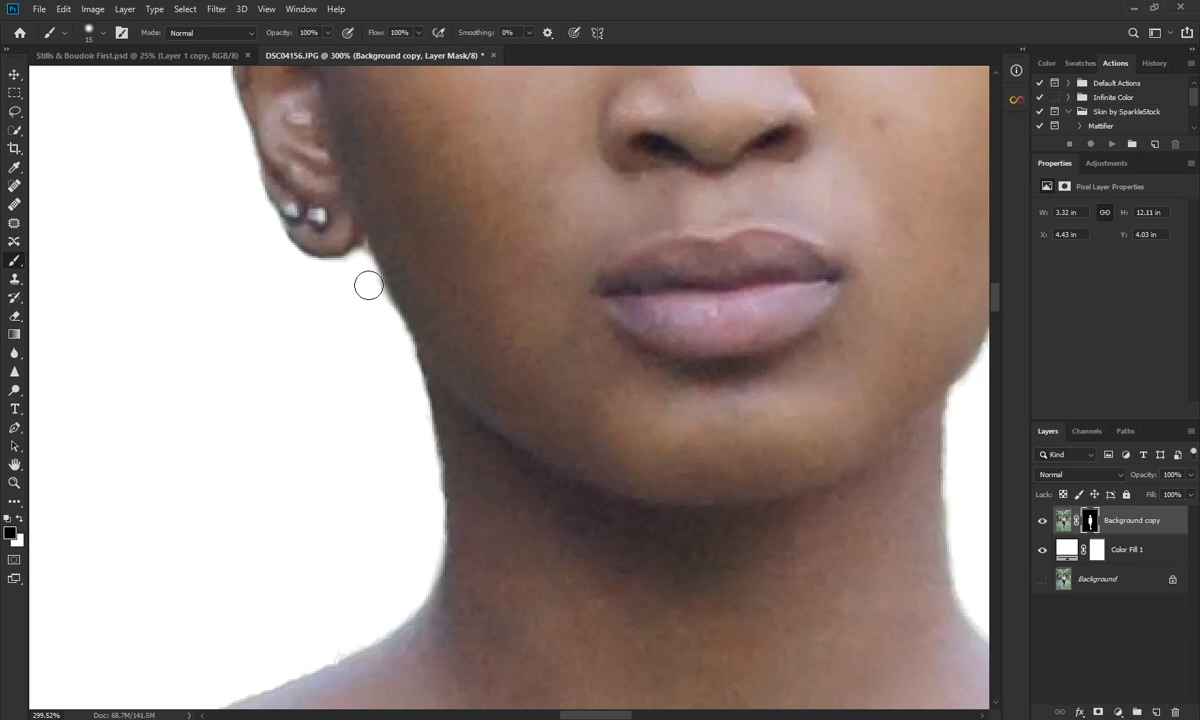 Ps File Edit Image Layer Type Select Filter 3D View Window Help
15 Mode: Normal Opacity: 100% Flow: 100% Smoothing: 0%
Stills & Boudoir First.psd @ 25% (Layer 1 copy, RGB/8) × DSC04156.JPG @ 300% (Background copy, Layer Mask/8) * ×
Color Swatches Actions History
Default Actions
Infinite Color
Skin by SparkleStock
Mattifier
Properties Adjustments
Pixel Layer Properties
W: 3.32 in H: 12.11 in
X: 4.43 in Y: 4.03 in
Layers Channels Paths
Kind
Normal Opacity: 100%
Lock: Fill: 100%
Background copy
Color Fill 1
Background
fx
299.52% Doc: 68.7M/141.5M